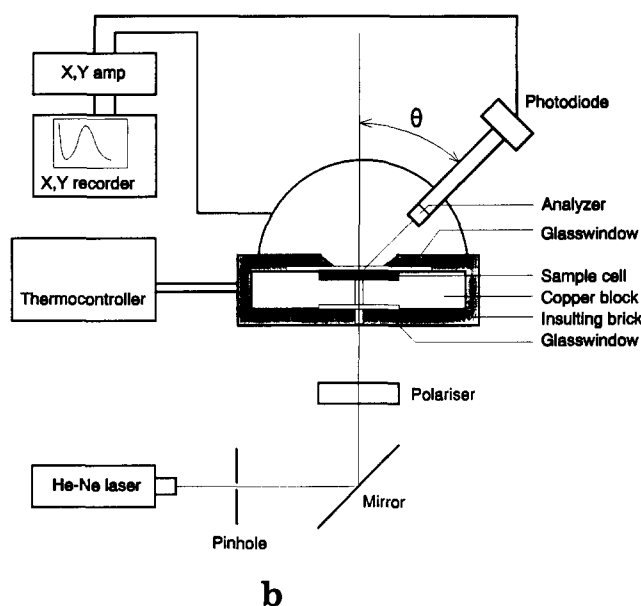 X,Y amp
X,Y recorder
θ
Photodiode
Analyzer
Glasswindow
Thermocontroller
Sample cell
Copper block
Insulting brick
Glasswindow
Polariser
He-Ne laser
Mirror
Pinhole
b